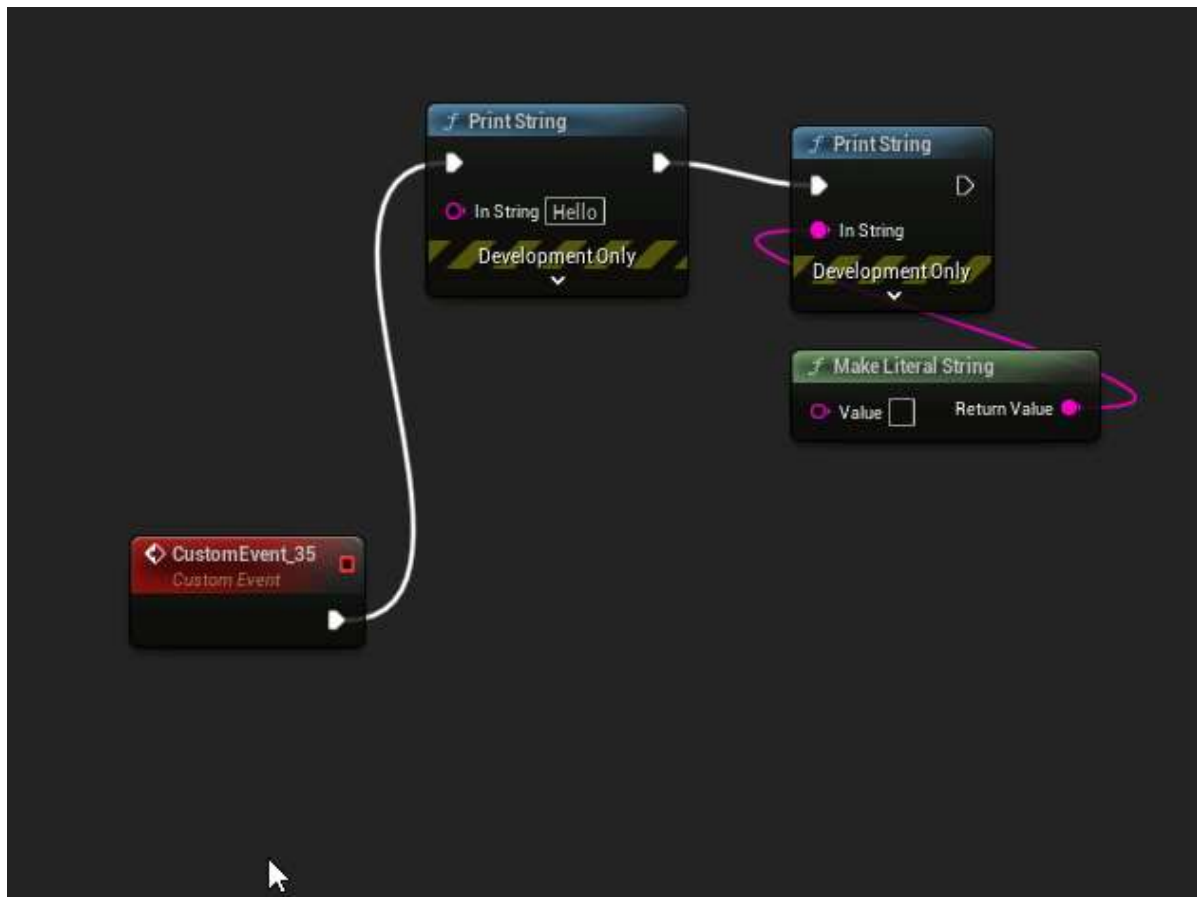 Print String
In String Hello
Development Only
Print String
In String
Development Only
Make Literal String
Value Return Value
CustomEvent_35
Custom Event